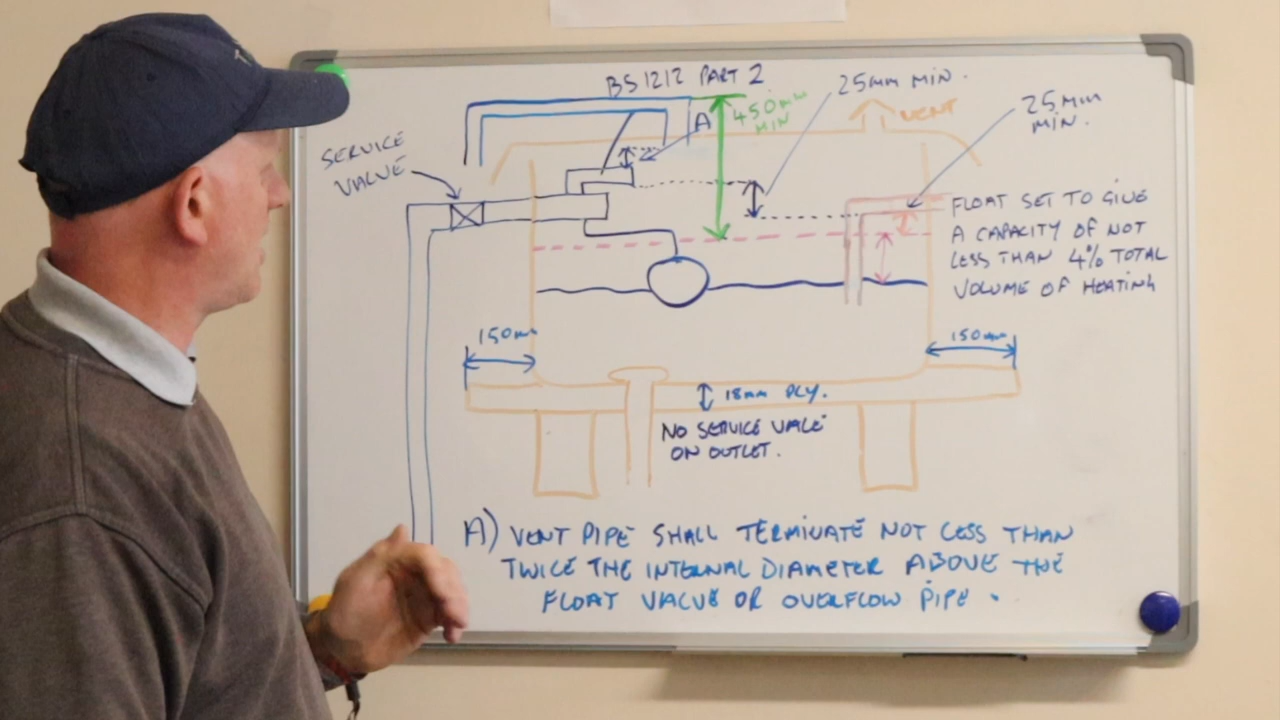 BS1212 PART 2
25mm MIN.
25mm
MIN.
450mm
MIN
A
VENT
SERVICE
VALVE
FLOAT SET TO GIVE
A CAPACITY OF NOT
LESS THAN 4% TOTAL
VOLUME OF HEATING
150mm
150mm
18mm PLY.
NO SERVICE VALVE
ON OUTLET.
A) VENT PIPE SHALL TERMINATE NOT LESS THAN
TWICE THE INTERNAL DIAMETER ABOVE THE
FLOAT VALVE OR OVERFLOW PIPE.